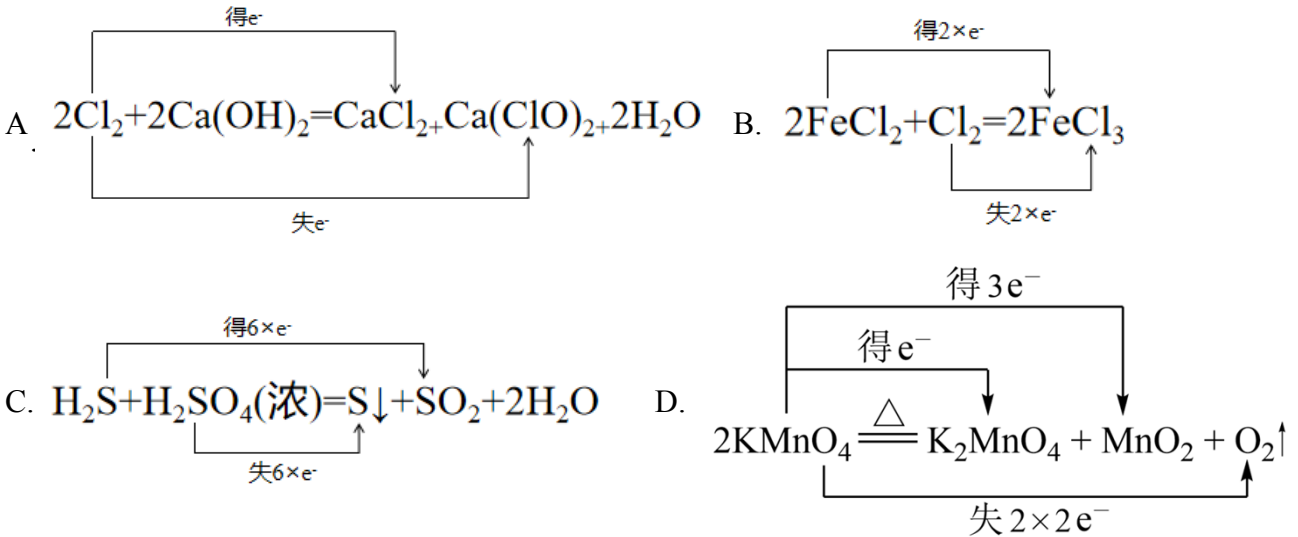 得e⁻
A. 2Cl₂+2Ca(OH)₂=CaCl₂+Ca(ClO)₂+2H₂O
失e⁻
得2×e⁻
B. 2FeCl₂+Cl₂=2FeCl₃
失2×e⁻
得6×e⁻
C. H₂S+H₂SO₄(浓)=S↓+SO₂+2H₂O
失6×e⁻
得3e⁻
得e⁻
△
D. 2KMnO₄═══K₂MnO₄+MnO₂+O₂↑
失2×2e⁻